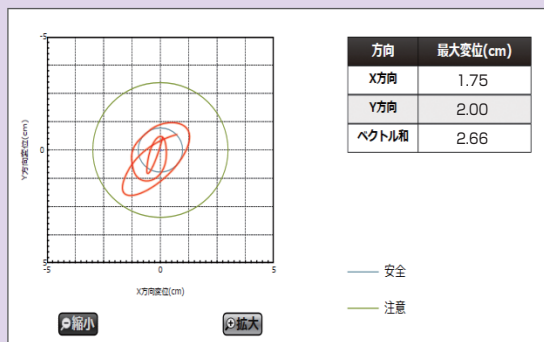 -5
0
5
-5
0
5
Y方向変位(cm)
X方向変位(cm)
縮小
拡大
方向 最大変位(cm)
X方向 1.75
Y方向 2.00
ベクトル和 2.66
安全
注意